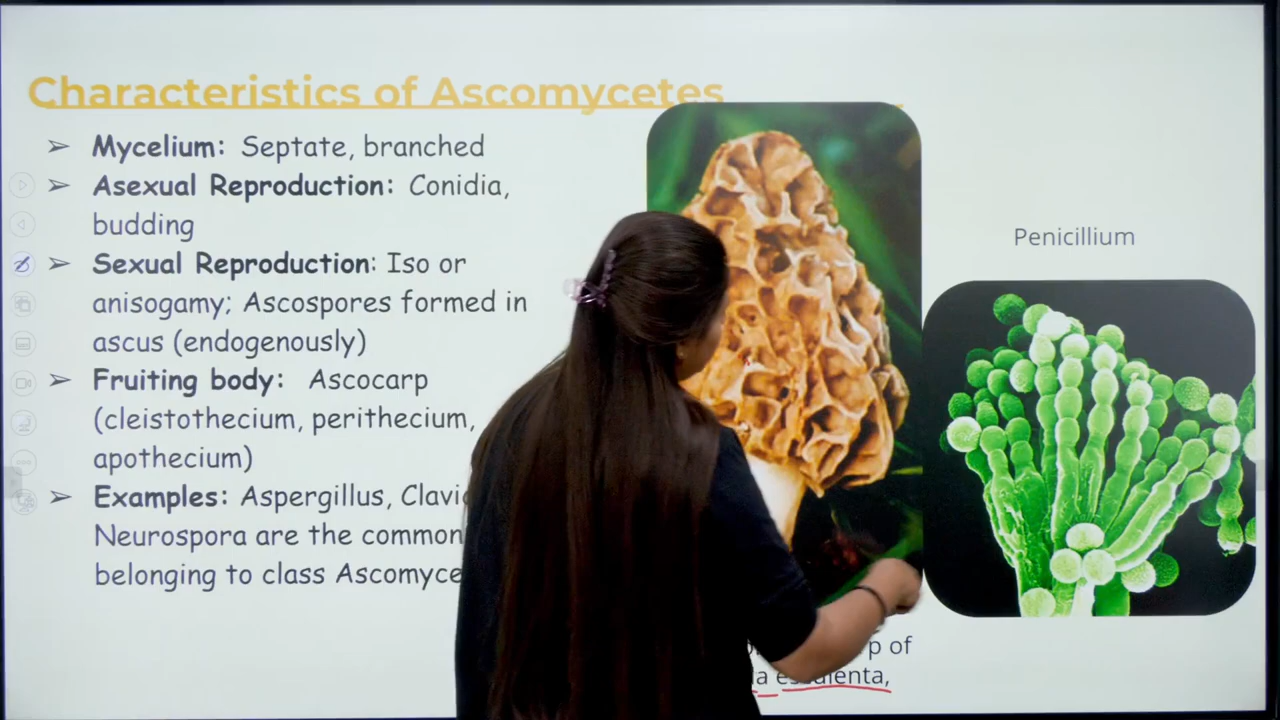 Characteristics of Ascomycetes
➢ Mycelium: Septate, branched
➢ Asexual Reproduction: Conidia,
budding
➢ Sexual Reproduction: Iso or
anisogamy; Ascospores formed in
ascus (endogenously)
➢ Fruiting body: Ascocarp
(cleistothecium, perithecium,
apothecium)
➢ Examples: Aspergillus,
Neurospora are the common
belonging to class
Penicillium
of
esculenta,